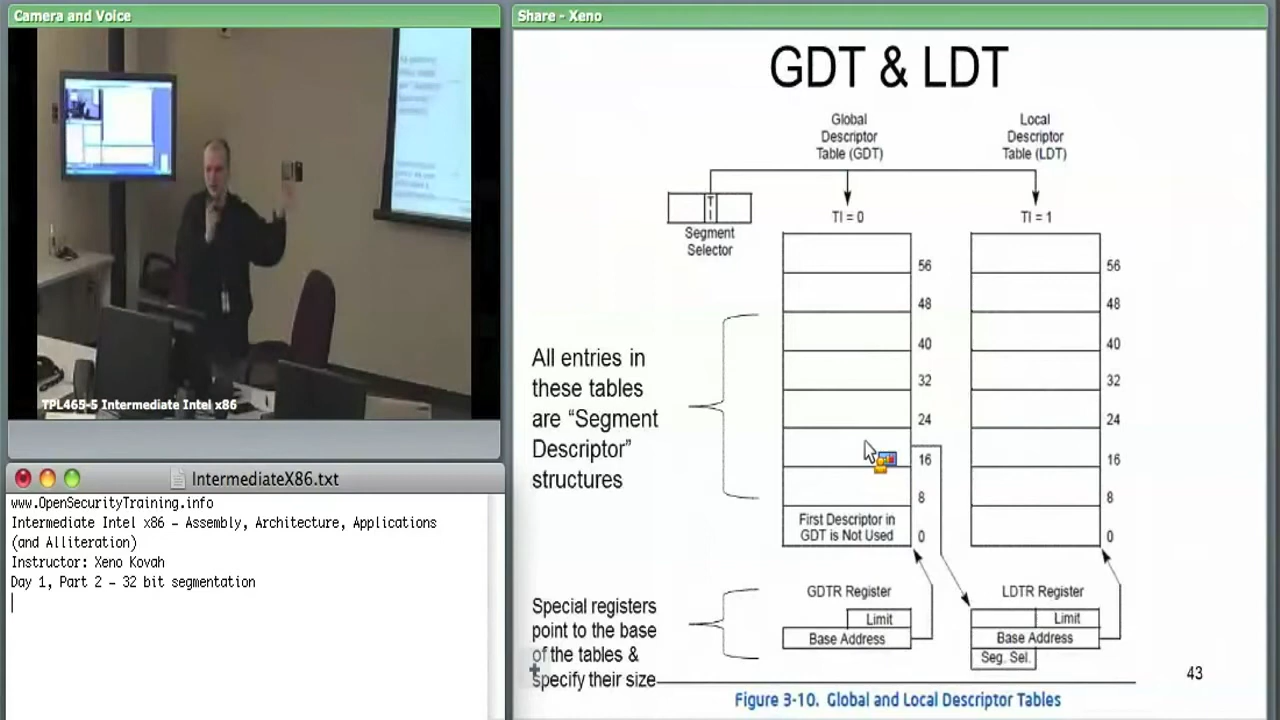 Camera and Voice
TPL465-5 Intermediate Intel x86
IntermediateX86.txt
www.OpenSecurityTraining.info
Intermediate Intel x86 – Assembly, Architecture, Applications
(and Alliteration)
Instructor: Xeno Kovah
Day 1, Part 2 – 32 bit segmentation
Share - Xeno
GDT & LDT
Global
Descriptor
Table (GDT)
Local
Descriptor
Table (LDT)
T
I
Segment
Selector
TI = 0
TI = 1
56
48
40
32
24
16
8
0
56
48
40
32
24
16
8
0
First Descriptor in
GDT is Not Used
All entries in
these tables
are “Segment
Descriptor”
structures
GDTR Register
Limit
Base Address
LDTR Register
Limit
Base Address
Seg. Sel.
Special registers
point to the base
of the tables &
specify their size
43
Figure 3-10. Global and Local Descriptor Tables